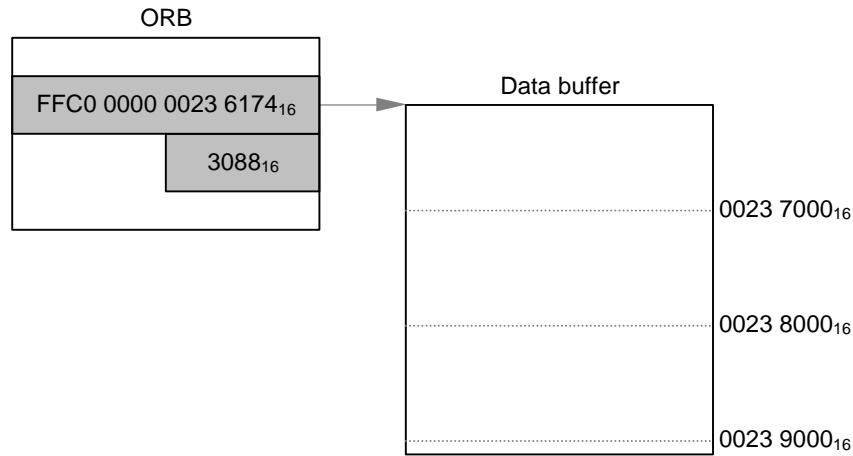 ORB
FFC0 0000 0023 6174₁₆
3088₁₆
Data buffer
0023 7000₁₆
0023 8000₁₆
0023 9000₁₆